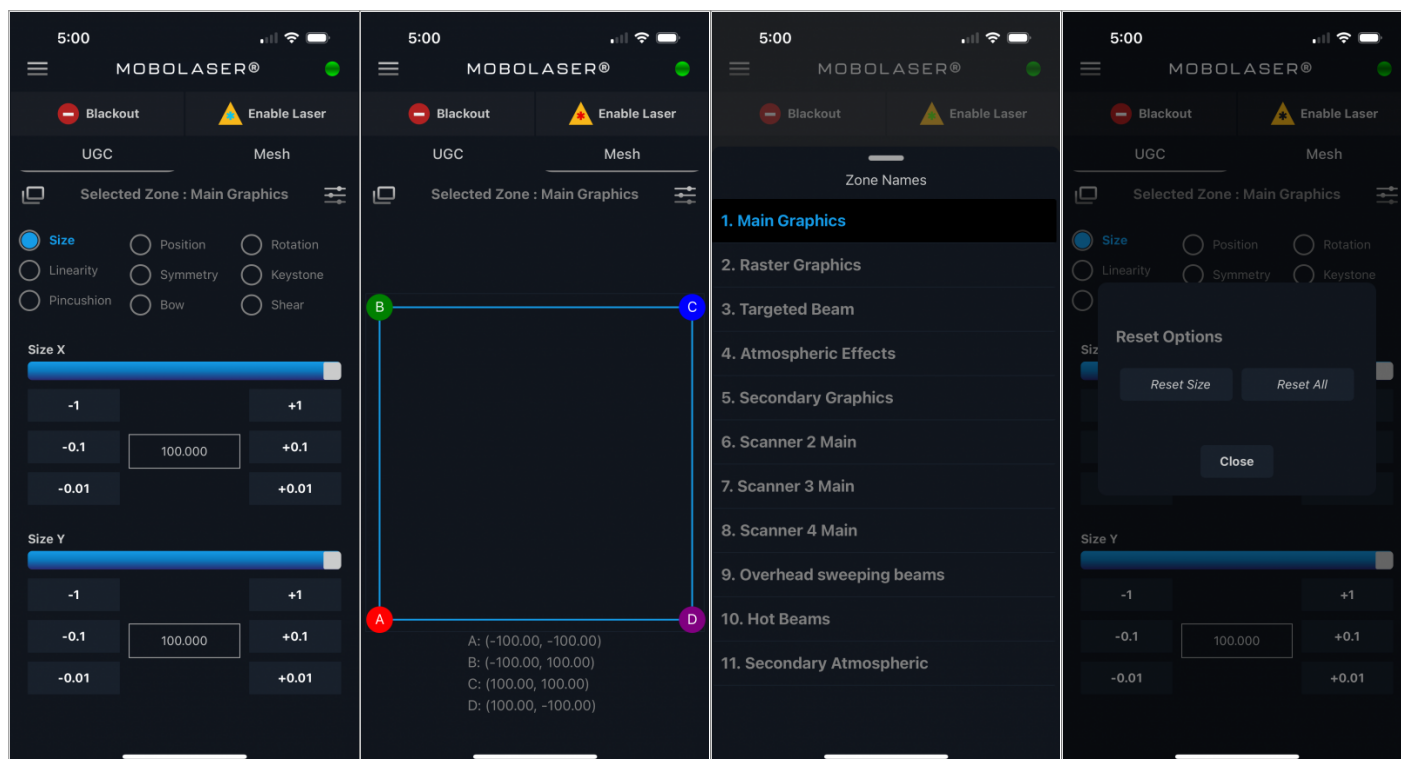 5:00
MOBOLASER®
Blackout
Enable Laser
UGC
Mesh
Selected Zone : Main Graphics
Size
Position
Rotation
Linearity
Symmetry
Keystone
Pincushion
Bow
Shear
Size X
-1
+1
-0.1
100.000
+0.1
-0.01
+0.01
Size Y
-1
+1
-0.1
100.000
+0.1
-0.01
+0.01
5:00
MOBOLASER®
Blackout
Enable Laser
UGC
Mesh
Selected Zone : Main Graphics
B
C
A
D
A: (-100.00, -100.00)
B: (-100.00, 100.00)
C: (100.00, 100.00)
D: (100.00, -100.00)
5:00
MOBOLASER®
Blackout
Enable Laser
Zone Names
1. Main Graphics
2. Raster Graphics
3. Targeted Beam
4. Atmospheric Effects
5. Secondary Graphics
6. Scanner 2 Main
7. Scanner 3 Main
8. Scanner 4 Main
9. Overhead sweeping beams
10. Hot Beams
11. Secondary Atmospheric
5:00
MOBOLASER®
Blackout
Enable Laser
UGC
Mesh
Selected Zone : Main Graphics
Size
Position
Rotation
Linearity
Symmetry
Keystone
Reset Options
Siz
Reset Size
Reset All
Close
Size Y
-1
+1
-0.1
100.000
+0.1
-0.01
+0.01